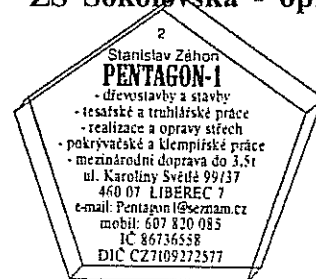 ZŠ Sokolovská - op
2
Stanislav Záhon
PENTAGON-1
- dřevostavby a stavby
- tesařské a truhlářské práce
- realizace a opravy střech
- pokrývačské a klempířské práce
- mezinárodní doprava do 3,5t
ul. Karoliny Světlé 99/37
460 07 LIBEREC 7
e-mail: Pentagon1@seznam.cz
mobil: 607 820 085
IČ 86736558
DIČ CZ7109272577